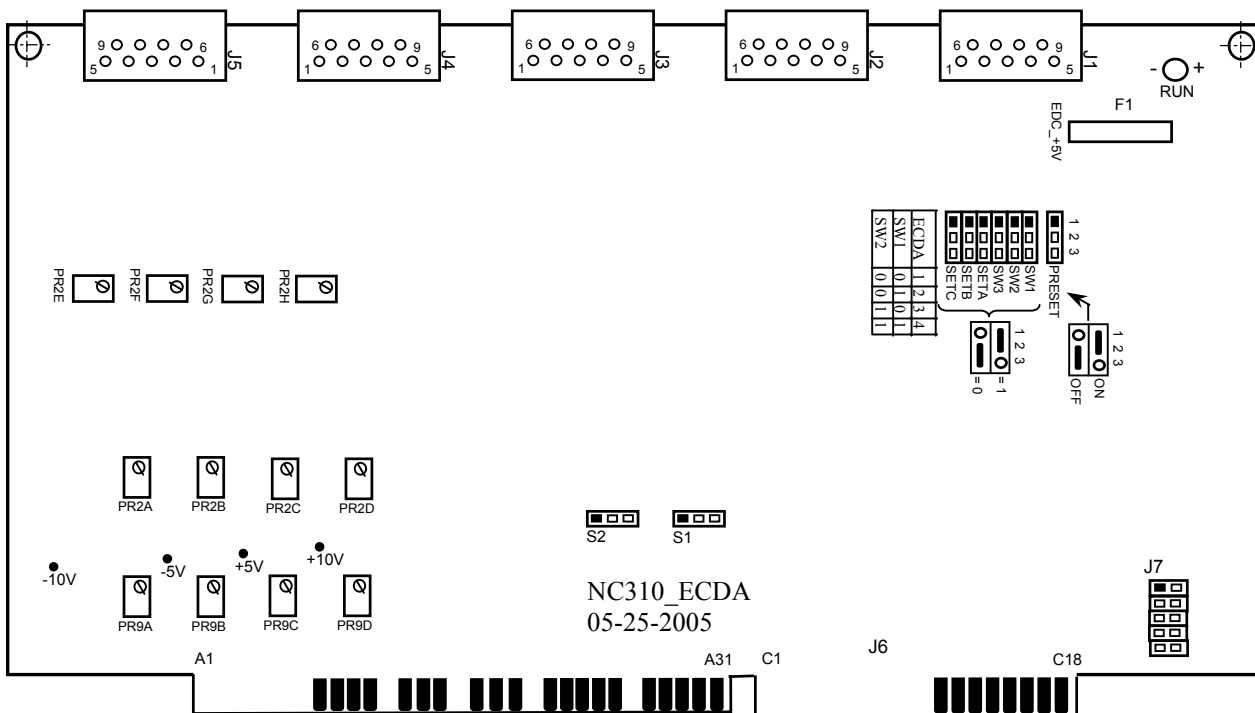 9 6
5 1
J5
6 9
1 5
J4
6 9
1 5
J3
6 9
1 5
J2
6 9
1 5
J1
- +
RUN
F1
EDC_+5V
1 2 3
PRESET
SW1
SW2
SW3
SETA
SETB
SETC
ECDA 1 2 3 4
SW1 0 1 0 1
SW2 0 0 1 1
1 2 3
=1
=0
1 2 3
ON
OFF
PR2E
PR2F
PR2G
PR2H
PR2A
PR2B
PR2C
PR2D
S2
S1
-10V
-5V
+5V
+10V
PR9A
PR9B
PR9C
PR9D
NC310_ECDA
05-25-2005
J7
J6
A1
A31
C1
C18